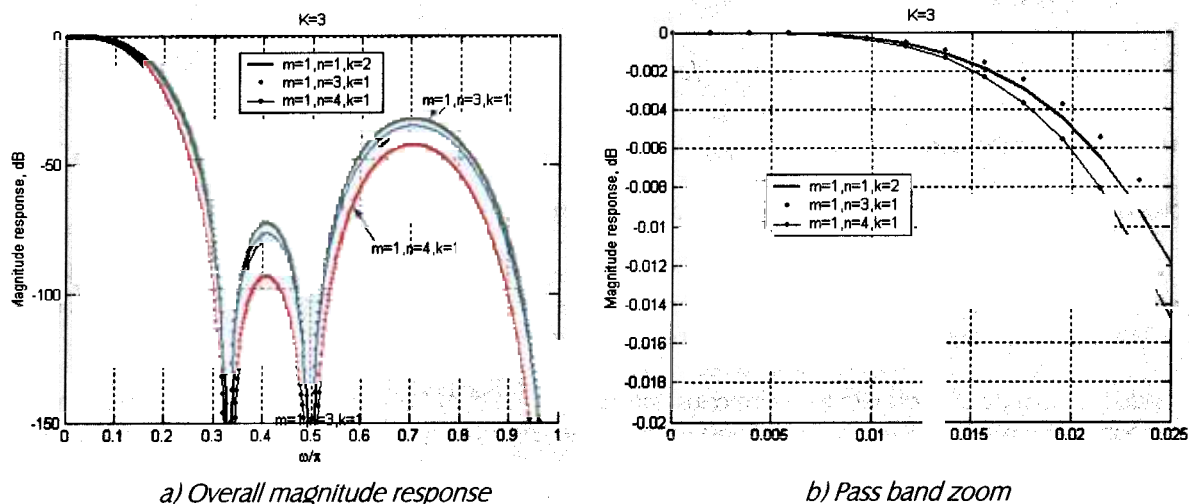 K=3
0
-50
-100
-150
Magnitude response, dB
m=1,n=1,k=2
m=1,n=3,k=1
m=1,n=4,k=1
m=1,n=3,k=1
m=1,n=4,k=1
m=1,n=3,k=1
0 0.1 0.2 0.3 0.4 0.5 0.6 0.7 0.8 0.9 1
ω/π
a) Overall magnitude response
K=3
0
-0.002
-0.004
-0.006
-0.008
-0.01
-0.012
-0.014
-0.016
-0.018
-0.02
Magnitude response, dB
m=1,n=1,k=2
m=1,n=3,k=1
m=1,n=4,k=1
0 0.005 0.01 0.015 0.02 0.025
b) Pass band zoom